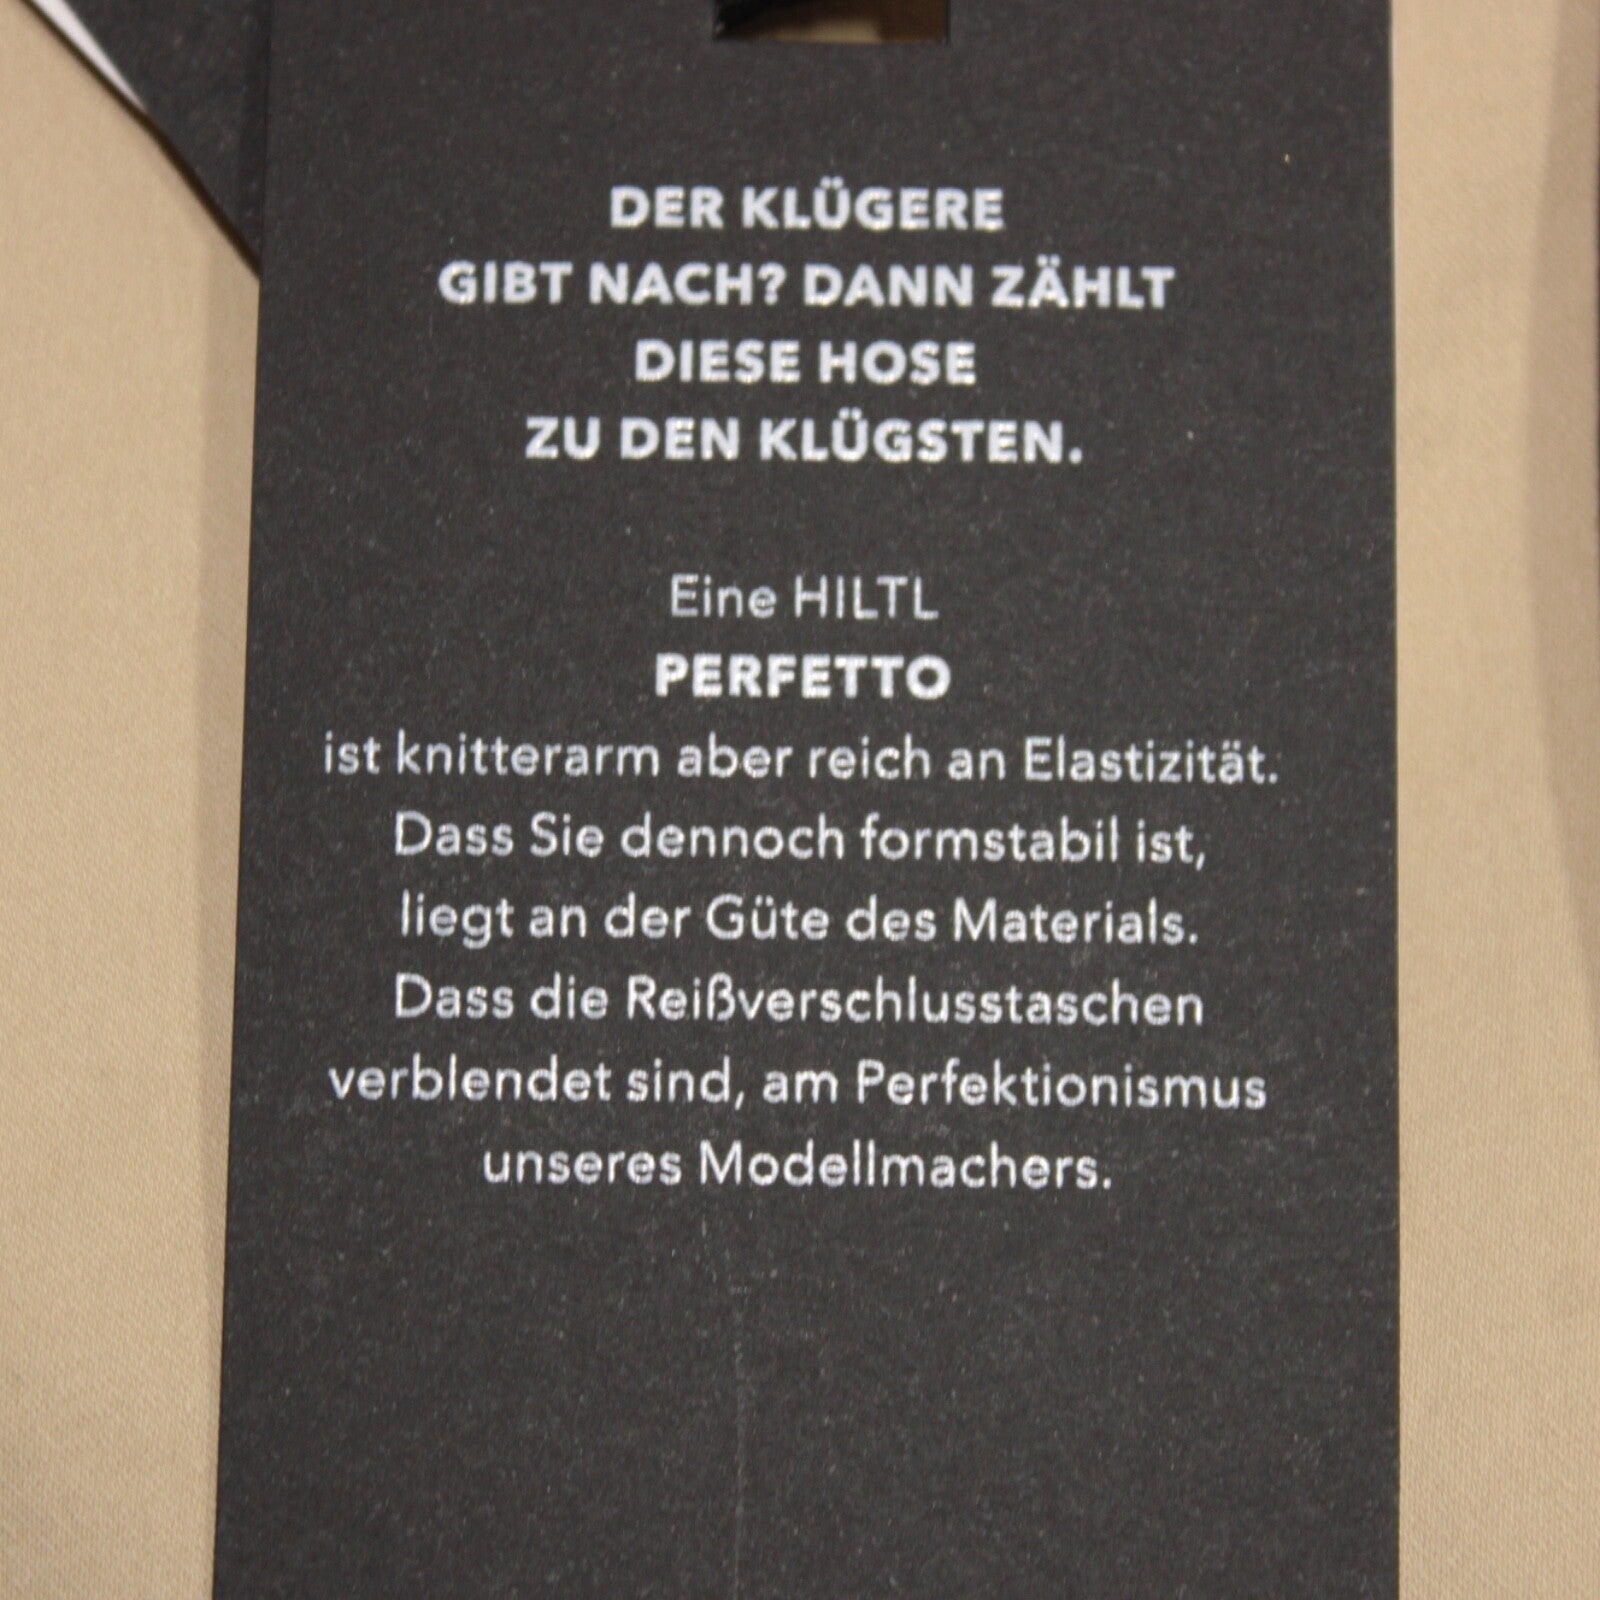 DER KLÜGERE
GIBT NACH? DANN ZÄHLT
DIESE HOSE
ZU DEN KLÜGSTEN.
Eine HILTL
PERFETTO
ist knitterarm aber reich an Elastizität.
Dass Sie dennoch formstabil ist,
liegt an der Güte des Materials.
Dass die Reißverschlusstaschen
verblendet sind, am Perfektionismus
unseres Modellmachers.